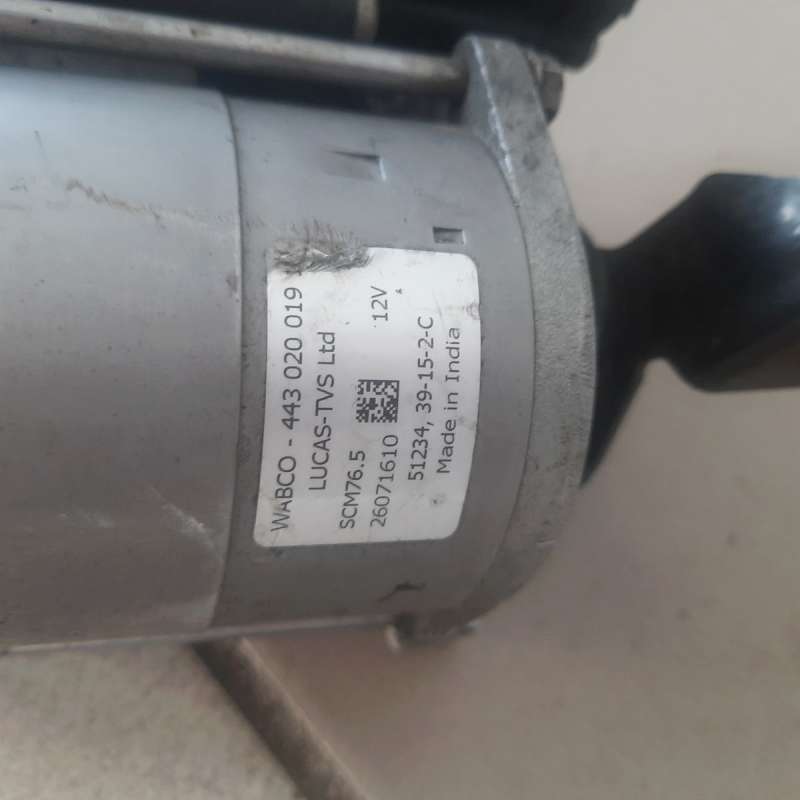 WABCO - 443 020 019
LUCAS-TVS Ltd
SCM76.5 12V
26071610
51234, 39-15-2-C
Made in India